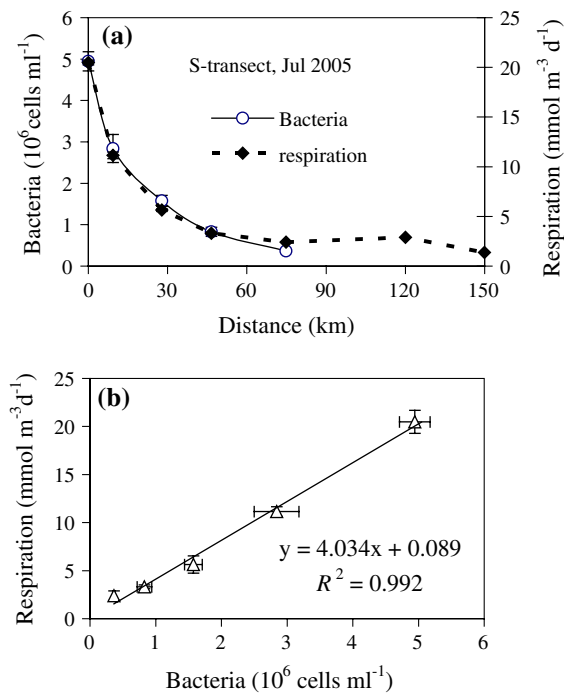 (a)
S-transect, Jul 2005
Bacteria
respiration
Bacteria (10⁶ cells ml⁻¹)
6
5
4
3
2
1
0
Respiration (mmol m⁻³ d⁻¹)
25
20
15
10
5
0
0 30 60 90 120 150
Distance (km)
(b)
Respiration (mmol m⁻³d⁻¹)
25
20
15
10
5
0
y = 4.034x + 0.089
R² = 0.992
0 1 2 3 4 5 6
Bacteria (10⁶ cells ml⁻¹)